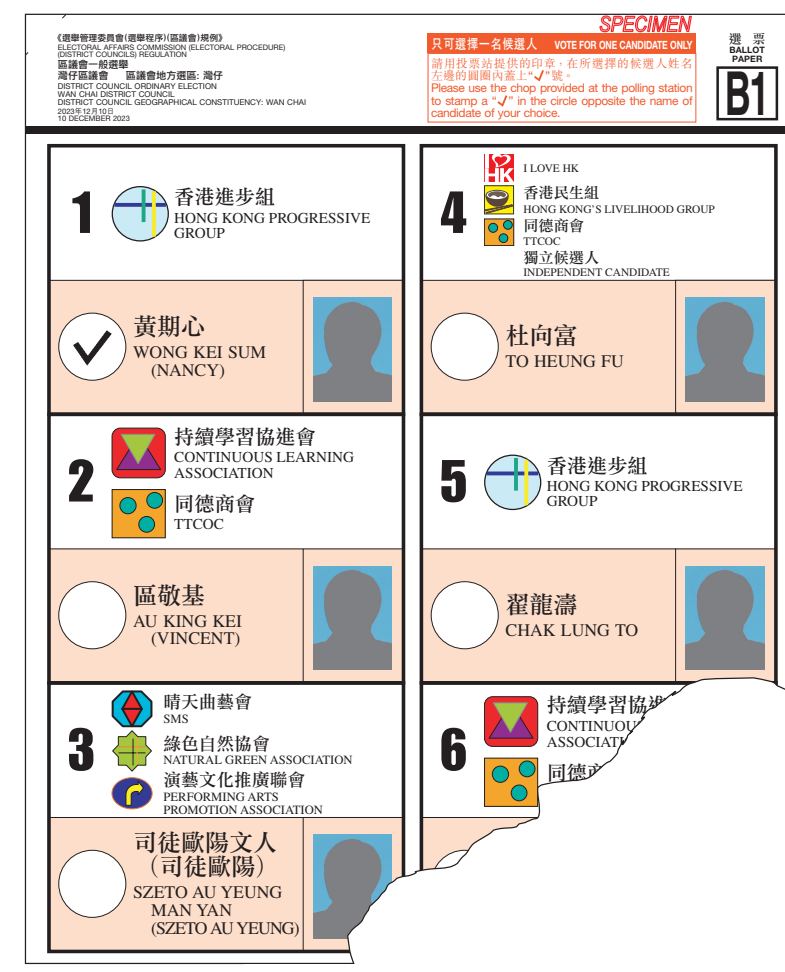 《選舉管理委員會(選舉程序)(區議會)規例》
ELECTORAL AFFAIRS COMMISSION (ELECTORAL PROCEDURE)
(DISTRICT COUNCILS) REGULATION
區議會一般選舉
灣仔區議會 區議會地方選區: 灣仔
DISTRICT COUNCIL ORDINARY ELECTION
WAN CHAI DISTRICT COUNCIL
DISTRICT COUNCIL GEOGRAPHICAL CONSTITUENCY: WAN CHAI
2023年12月10日
10 DECEMBER 2023
SPECIMEN
只可選擇一名候選人 VOTE FOR ONE CANDIDATE ONLY
請用投票站提供的印章，在所選擇的候選人姓名
左邊的圓圈內蓋上“✓”號。
Please use the chop provided at the polling station
to stamp a “✓” in the circle opposite the name of
candidate of your choice.
選票
BALLOT
PAPER
B1
1
香港進步組
HONG KONG PROGRESSIVE
GROUP
黃期心
WONG KEI SUM
(NANCY)
2
持續學習協進會
CONTINUOUS LEARNING
ASSOCIATION
同德商會
TTCOC
區敬基
AU KING KEI
(VINCENT)
3
晴天曲藝會
SMS
綠色自然協會
NATURAL GREEN ASSOCIATION
演藝文化推廣聯會
PERFORMING ARTS
PROMOTION ASSOCIATION
司徒歐陽文人
(司徒歐陽)
SZETO AU YEUNG
MAN YAN
(SZETO AU YEUNG)
4
I HK
I LOVE HK
香港民生組
HONG KONG'S LIVELIHOOD GROUP
同德商會
TTCOC
獨立候選人
INDEPENDENT CANDIDATE
杜向富
TO HEUNG FU
5
香港進步組
HONG KONG PROGRESSIVE
GROUP
翟龍濤
CHAK LUNG TO
6
持續學習協
CONTINUOU
ASSOCIAT
同德